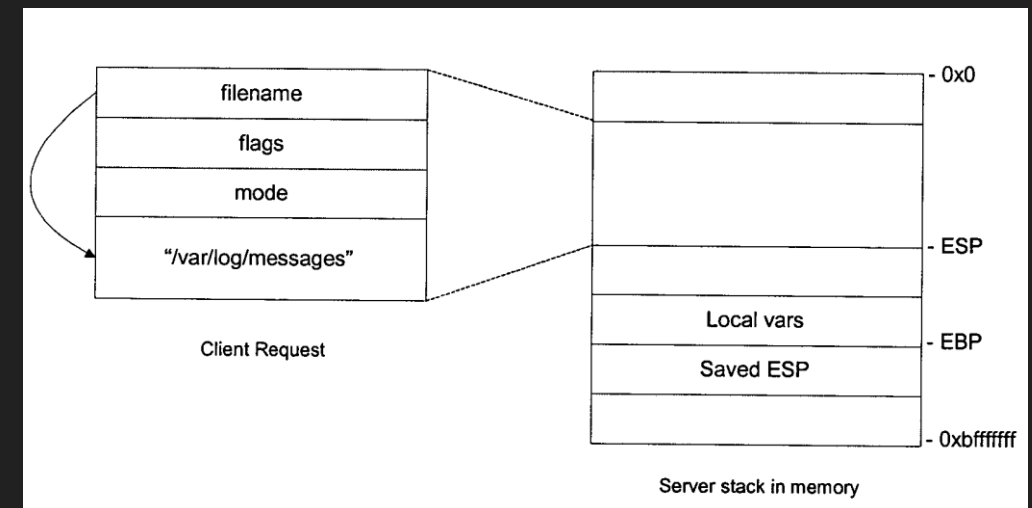 filename
flags
mode
“/var/log/messages”
Client Request
- 0x0
- ESP
Local vars
- EBP
Saved ESP
- 0xbfffffff
Server stack in memory